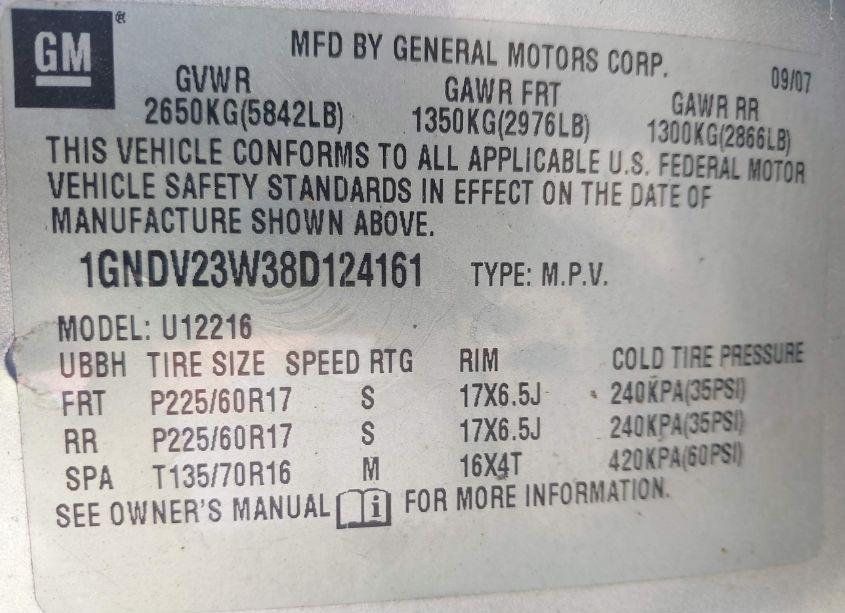 GM ®
MFD BY GENERAL MOTORS CORP.
09/07
GVWR GAWR FRT GAWR RR
2650KG(5842LB) 1350KG(2976LB) 1300KG(2866LB)
THIS VEHICLE CONFORMS TO ALL APPLICABLE U.S. FEDERAL MOTOR
VEHICLE SAFETY STANDARDS IN EFFECT ON THE DATE OF
MANUFACTURE SHOWN ABOVE.
1GNDV23W38D124161 TYPE: M.P.V.
MODEL: U12216
UBBH TIRE SIZE SPEED RTG RIM COLD TIRE PRESSURE
FRT P225/60R17 S 17X6.5J 240KPA(35PSI)
RR P225/60R17 S 17X6.5J 240KPA(35PSI)
SPA T135/70R16 M 16X4T 420KPA(60PSI)
SEE OWNER'S MANUAL i FOR MORE INFORMATION.